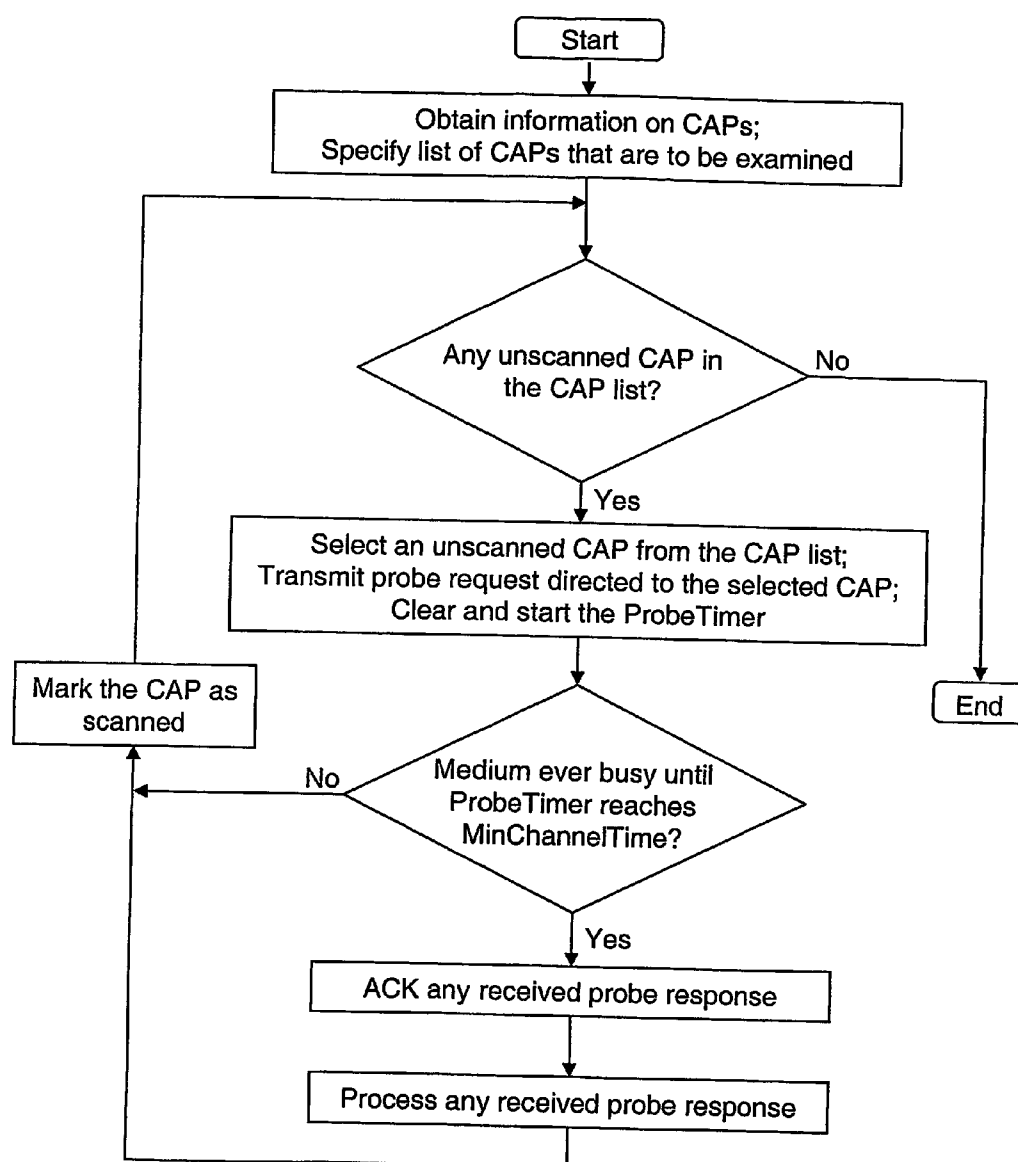 Start
Obtain information on CAPs;
Specify list of CAPs that are to be examined
Any unscanned CAP in
the CAP list?
No
Yes
Select an unscanned CAP from the CAP list;
Transmit probe request directed to the selected CAP;
Clear and start the ProbeTimer
Mark the CAP as
scanned
End
No
Medium ever busy until
ProbeTimer reaches
MinChannelTime?
Yes
ACK any received probe response
Process any received probe response